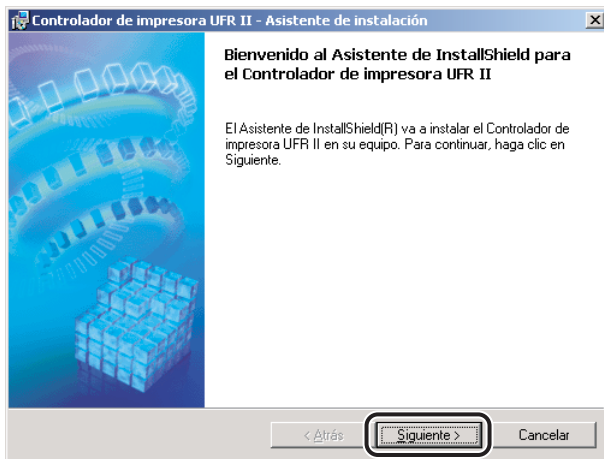 Controlador de impresora UFR II - Asistente de instalación
Bienvenido al Asistente de InstallShield para
el Controlador de impresora UFR II
El Asistente de InstallShield(R) va a instalar el Controlador de
impresora UFR II en su equipo. Para continuar, haga clic en
Siguiente.
< Atrás
Siguiente >
Cancelar